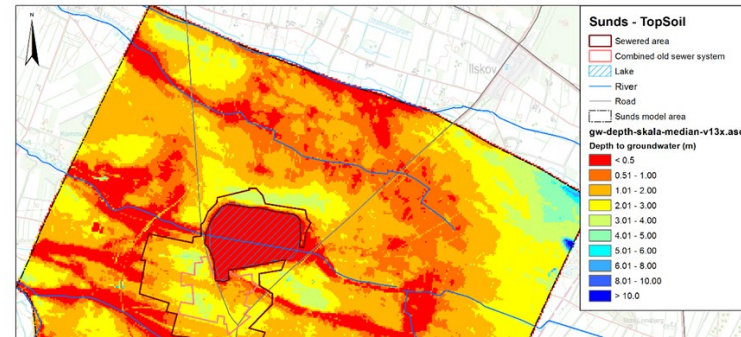 N
Ilskov
Sunds - TopSoil
Sewered area
Combined old sewer system
Lake
River
Road
Sunds model area
gw-depth-skala-median-v13x.asc
Depth to groundwater (m)
< 0.5
0.51 - 1.00
1.01 - 2.00
2.01 - 3.00
3.01 - 4.00
4.01 - 5.00
5.01 - 6.00
6.01 - 8.00
8.01 - 10.00
> 10.0